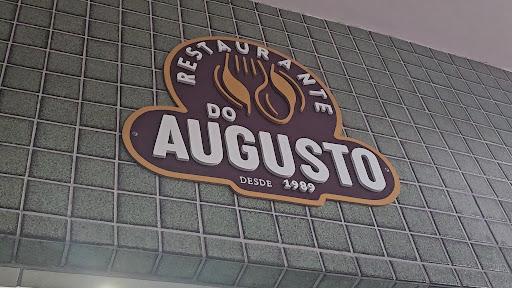 RESTAURANTE
DO
AUGUSTO
DESDE 1989